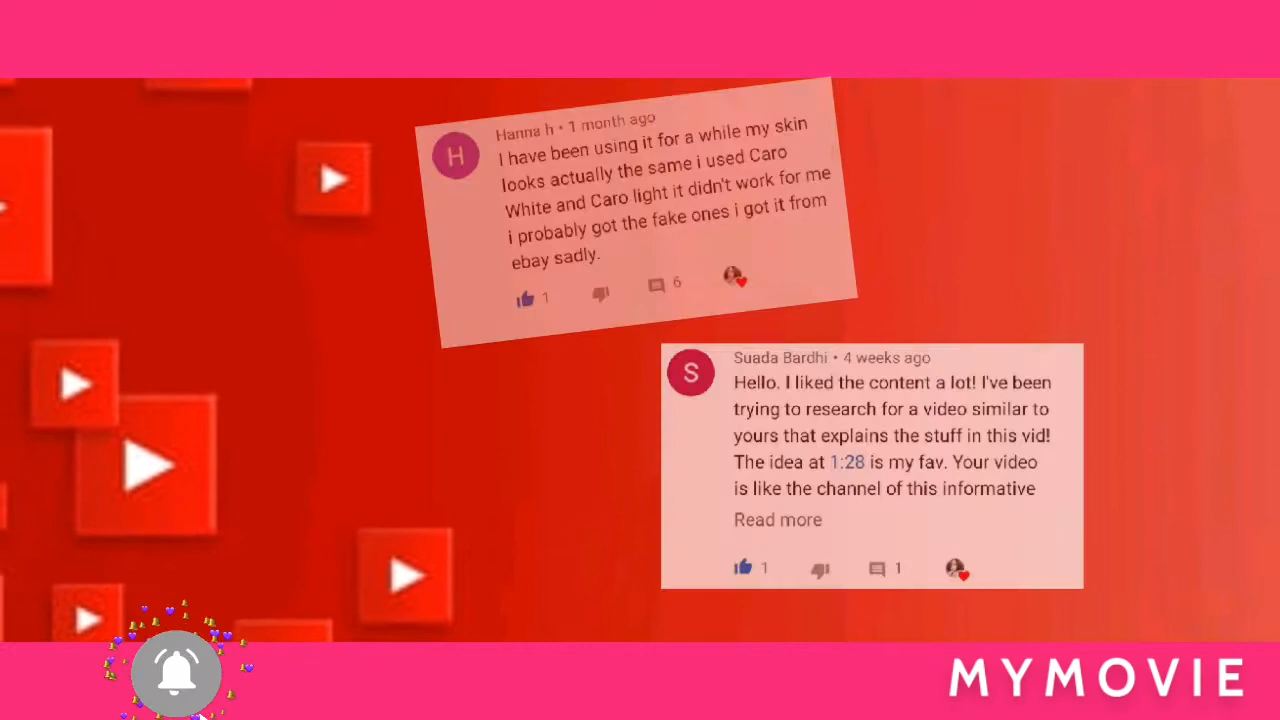 Hanna h • 1 month ago
I have been using it for a while my skin
looks actually the same i used Caro
White and Caro light it didn't work for me
i probably got the fake ones i got it from
ebay sadly.
1 6
H
Suada Bardhi • 4 weeks ago
Hello. I liked the content a lot! I've been
trying to research for a video similar to
yours that explains the stuff in this vid!
The idea at 1:28 is my fav. Your video
is like the channel of this informative
Read more
1 1
S
MYMOVIE